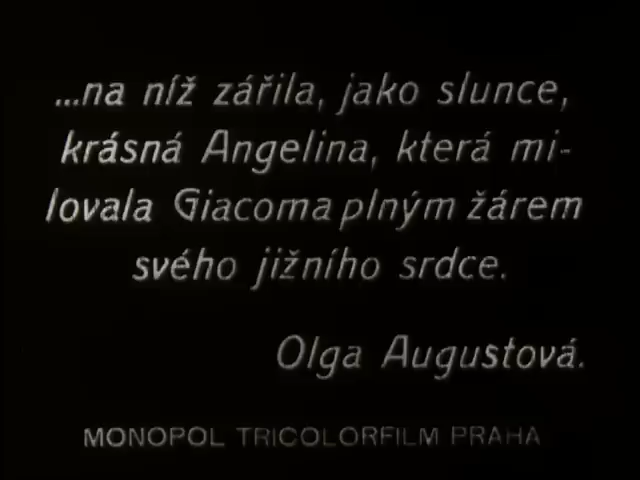 ...na níž zářila, jako slunce,
krásná Angelina, která mi-
lovala Giacoma plným žárem
svého jižního srdce.
Olga Augustová.
MONOPOL TRICOLORFILM PRAHA